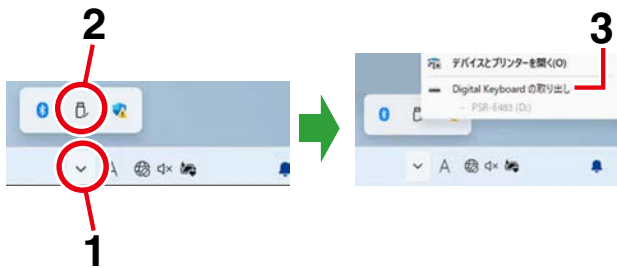 2
3
デバイスとプリンターを開く(O)
Digital Keyboard の取り出し
- PSR-E483 (D:)
A
A
1